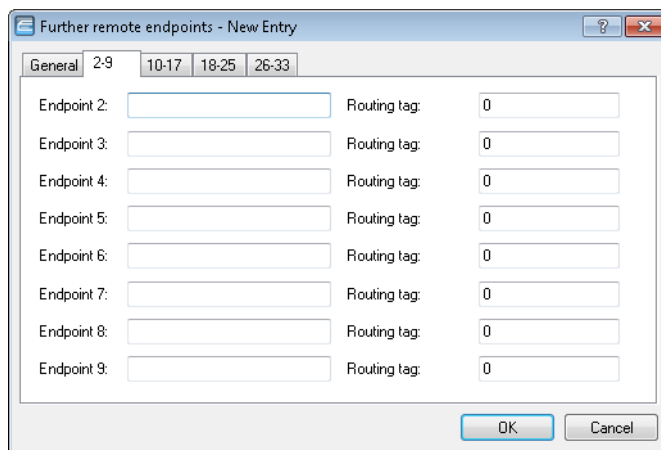 Further remote endpoints - New Entry
General 2-9 10-17 18-25 26-33
Endpoint 2: Routing tag: 0
Endpoint 3: Routing tag: 0
Endpoint 4: Routing tag: 0
Endpoint 5: Routing tag: 0
Endpoint 6: Routing tag: 0
Endpoint 7: Routing tag: 0
Endpoint 8: Routing tag: 0
Endpoint 9: Routing tag: 0
OK Cancel